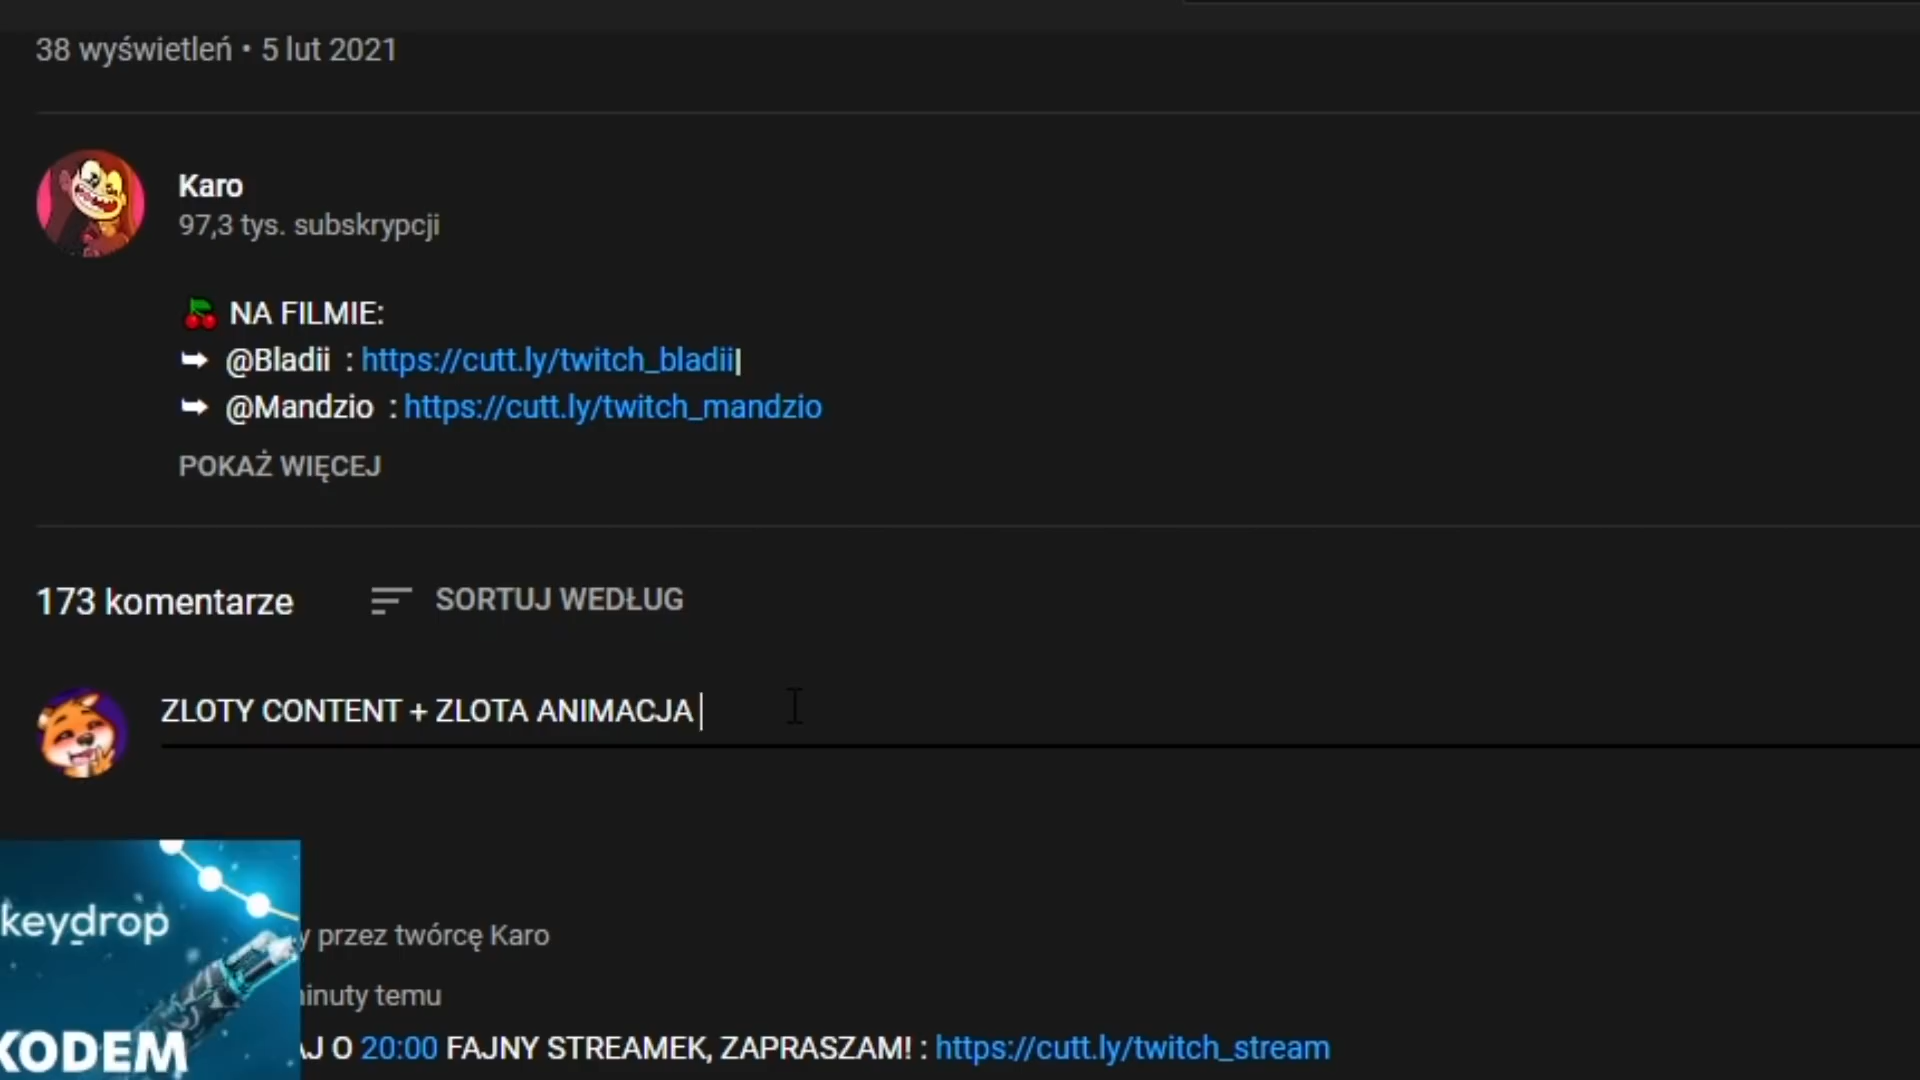 38 wyświetleń • 5 lut 2021
Karo
97,3 tys. subskrypcji
🍒 NA FILMIE:
➥ @Bladii : https://cutt.ly/twitch_bladii|
➥ @Mandzio : https://cutt.ly/twitch_mandzio
POKAŻ WIĘCEJ
173 komentarze
SORTUJ WEDŁUG
ZLOTY CONTENT + ZLOTA ANIMACJA
keydrop
y przez twórcę Karo
inuty temu
KODEM
AJ O 20:00 FAJNY STREAMEK, ZAPRASZAM! : https://cutt.ly/twitch_stream